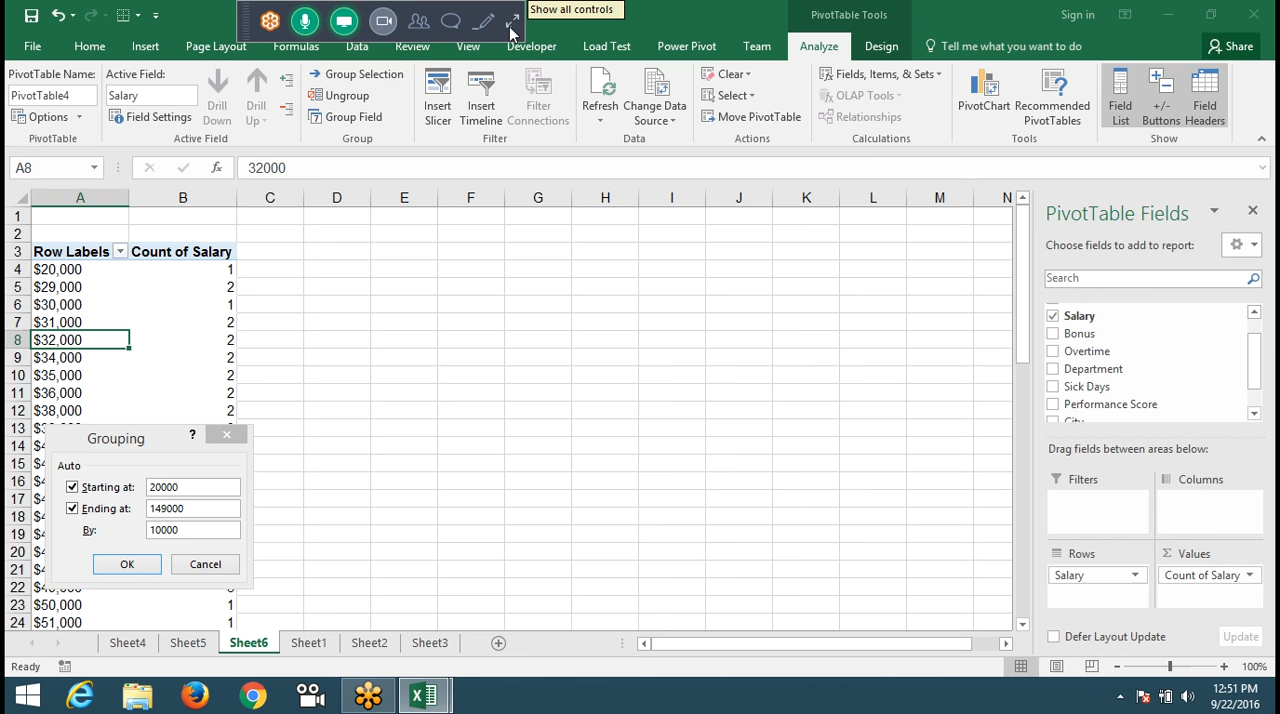 Show all controls
PivotTable Tools
Sign in
File Home Insert Page Layout Formulas Data Review View Developer Load Test Power Pivot Team Analyze Design Tell me what you want to do Share
PivotTable Name:
PivotTable4
Options
PivotTable
Active Field:
Salary
Field Settings
Drill Down
Drill Up
Active Field
Group Selection
Ungroup
Group Field
Group
Insert Slicer
Insert Timeline
Filter Connections
Filter
Refresh
Change Data Source
Data
Clear
Select
Move PivotTable
Actions
Fields, Items, & Sets
OLAP Tools
Relationships
Calculations
PivotChart
Recommended PivotTables
Tools
Field List
+/- Buttons
Field Headers
Show
A8 fx 32000
A B C D E F G H I J K L M N
1
2
3 Row Labels Count of Salary
4 $20,000 1
5 $29,000 2
6 $30,000 1
7 $31,000 2
8 $32,000 2
9 $34,000 2
10 $35,000 2
11 $36,000 2
12 $38,000 2
13
14
15
16
17
18
19
20
21
22
23 $50,000 1
24 $51,000 1
Grouping ?
Auto
Starting at: 20000
Ending at: 149000
By: 10000
OK Cancel
PivotTable Fields
Choose fields to add to report:
Search
Salary
Bonus
Overtime
Department
Sick Days
Performance Score
Drag fields between areas below:
Filters
Columns
Rows
Σ Values
Salary
Count of Salary
Defer Layout Update
Update
Sheet4 Sheet5 Sheet6 Sheet1 Sheet2 Sheet3
Ready
100%
12:51 PM
9/22/2016